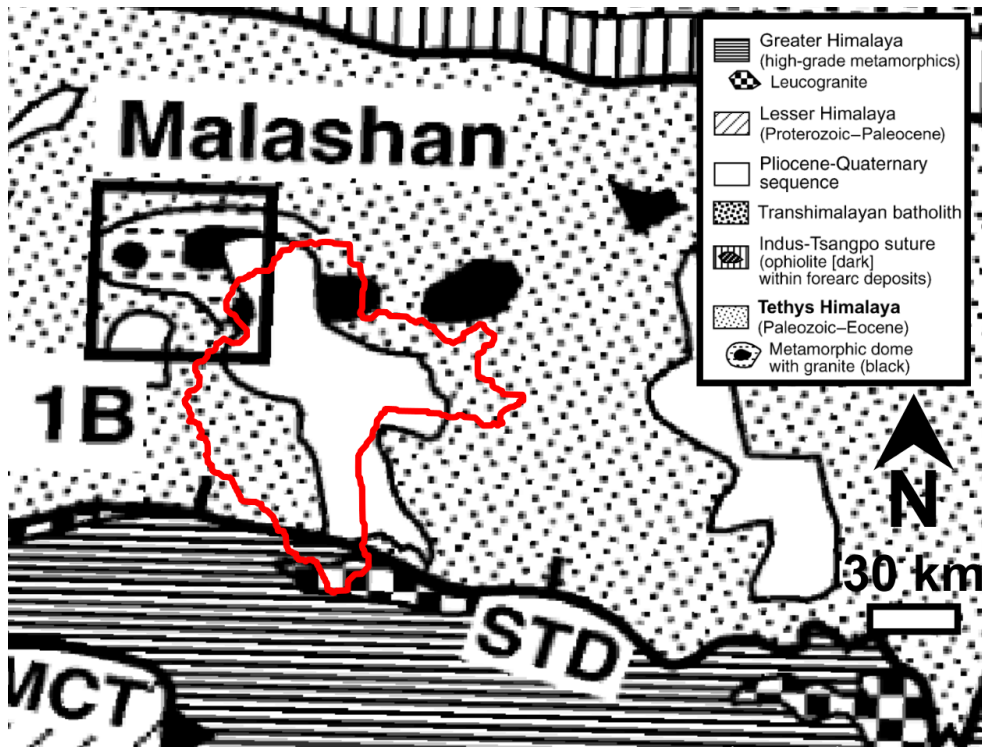 Malashan
1B
STD
MCT
Greater Himalaya
(high-grade metamorphics)
Leucogranite
Lesser Himalaya
(Proterozoic–Paleocene)
Pliocene-Quaternary
sequence
Transhimalayan batholith
Indus-Tsangpo suture
(ophiolite [dark]
within forearc deposits)
Tethys Himalaya
(Paleozoic–Eocene)
Metamorphic dome
with granite (black)
N
30 km